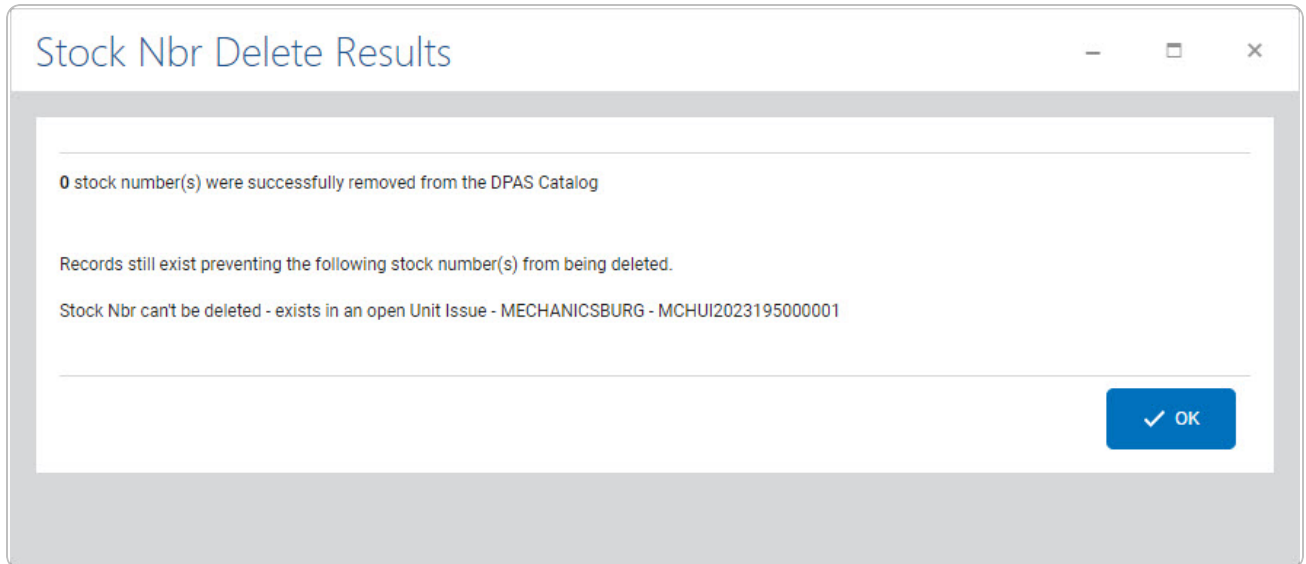 Stock Nbr Delete Results
0 stock number(s) were successfully removed from the DPAS Catalog
Records still exist preventing the following stock number(s) from being deleted.
Stock Nbr can't be deleted - exists in an open Unit Issue - MECHANICSBURG - MCHUI2023195000001
OK